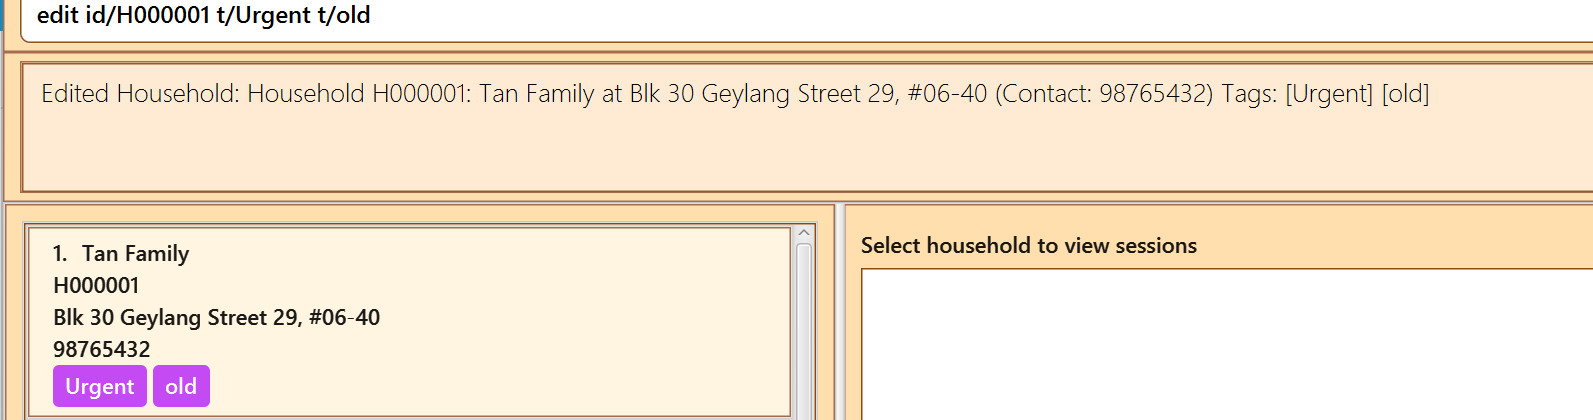 edit id/H000001 t/Urgent t/old
Edited Household: Household H000001: Tan Family at Blk 30 Geylang Street 29, #06-40 (Contact: 98765432) Tags: [Urgent] [old]
1. Tan Family
H000001
Blk 30 Geylang Street 29, #06-40
98765432
Urgent old
Select household to view sessions